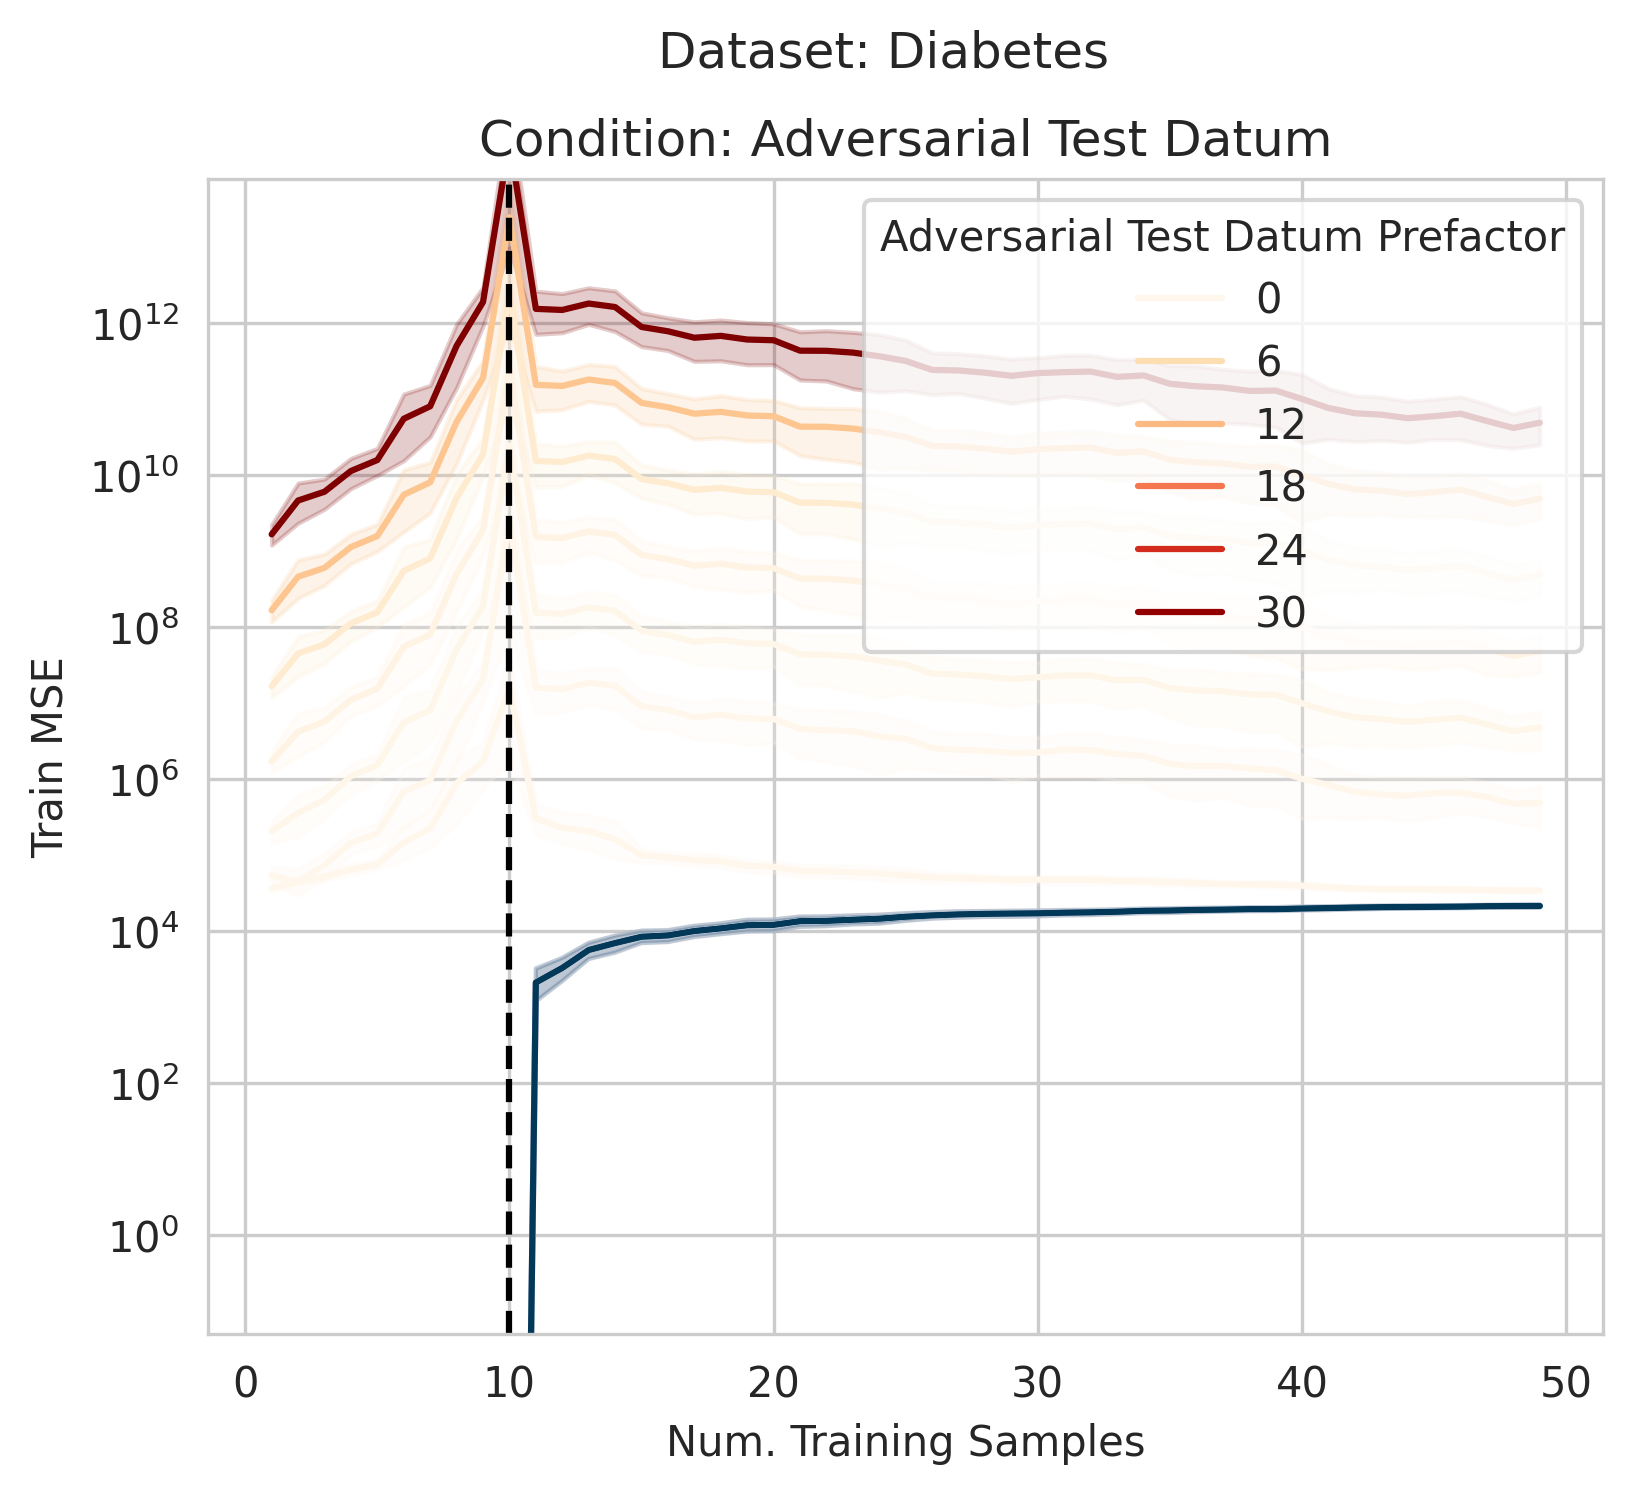 Dataset: Diabetes
Condition: Adversarial Test Datum
Train MSE
10^12
10^10
10^8
10^6
10^4
10^2
10^0
Adversarial Test Datum Prefactor
0
6
12
18
24
30
0 10 20 30 40 50
Num. Training Samples